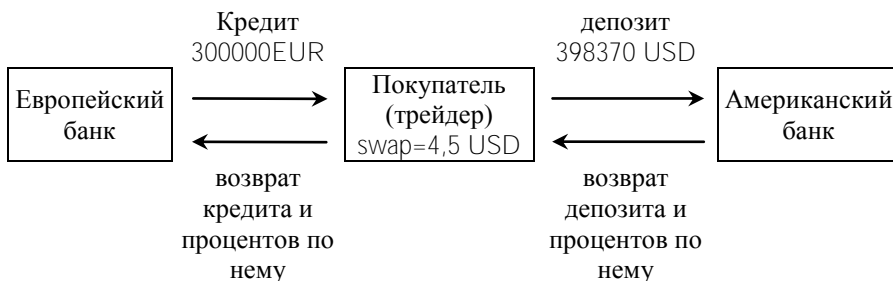 Кредит
300000EUR
депозит
398370 USD
Европейский
банк
Покупатель
(трейдер)
swap=4,5 USD
Американский
банк
возврат
кредита и
процентов по
нему
возврат
депозита и
процентов по
нему